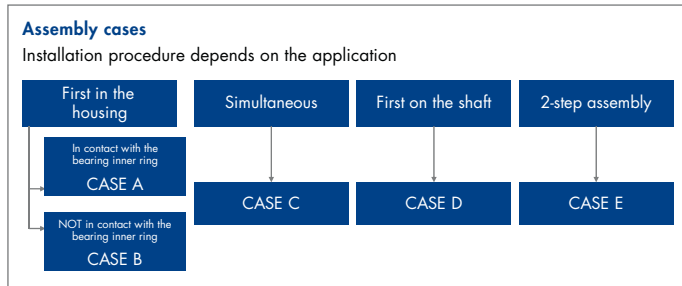 Assembly cases
Installation procedure depends on the application
First in the
housing
Simultaneous
First on the shaft
2-step assembly
In contact with the
bearing inner ring
CASE A
NOT in contact with the
bearing inner ring
CASE B
CASE C
CASE D
CASE E